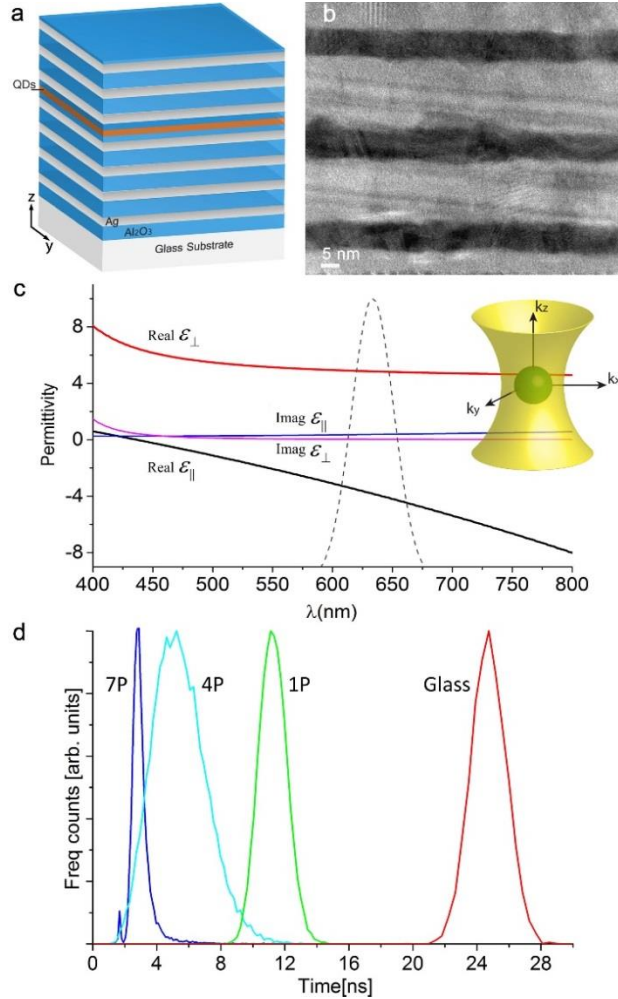 a
QDs
z
y
Ag
Al2O3
Glass Substrate
b
5 nm
c
8
4
0
-4
-8
Permittivity
Real ε⊥
Imag ε||
Imag ε⊥
Real ε||
kz
kx
ky
400 450 500 550 600 650 700 750 800
λ(nm)
d
7P 4P 1P Glass
Freq counts [arb. units]
0 4 8 12 16 20 24 28
Time[ns]